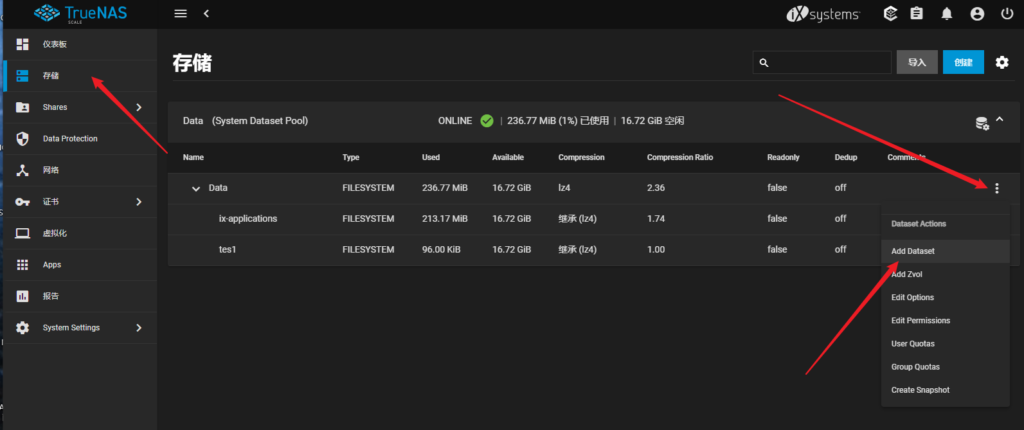 TrueNAS
SCALE
iXsystems
仪表板
存储
Shares
Data Protection
网络
证书
虚拟化
Apps
报告
System Settings
存储
导入
创建
Data (System Dataset Pool)
ONLINE | 236.77 MiB (1%) 已使用 | 16.72 GiB 空闲
Name Type Used Available Compression Compression Ratio Readonly Dedup Comments
Data FILESYSTEM 236.77 MiB 16.72 GiB lz4 2.36 false off
ix-applications FILESYSTEM 213.17 MiB 16.72 GiB 继承 (lz4) 1.74 false off
tes1 FILESYSTEM 96.00 KiB 16.72 GiB 继承 (lz4) 1.00 false off
Dataset Actions
Add Dataset
Add Zvol
Edit Options
Edit Permissions
User Quotas
Group Quotas
Create Snapshot